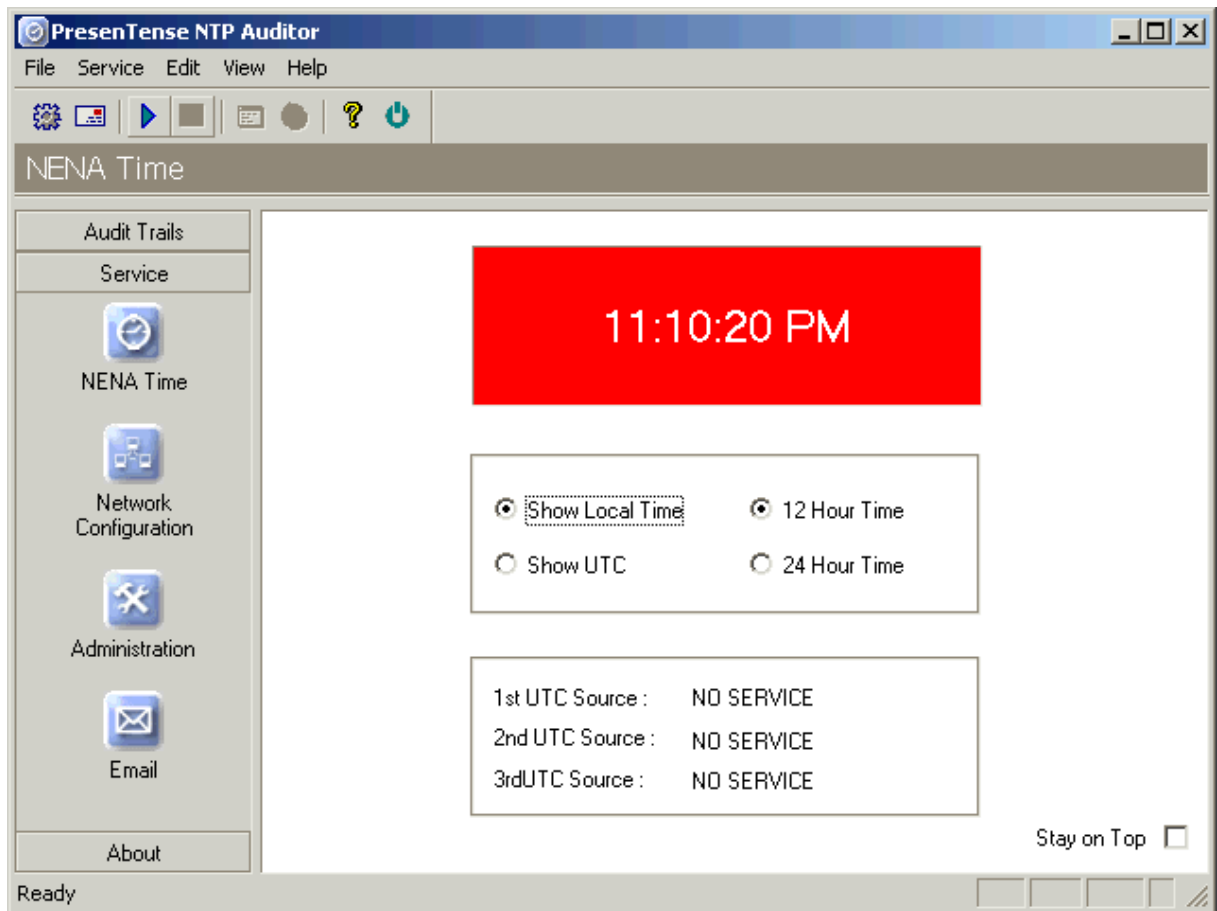 PresenTense NTP Auditor
File Service Edit View Help
NENA Time
Audit Trails
Service
NENA Time
Network
Configuration
Administration
Email
About
11:10:20 PM
Show Local Time 12 Hour Time
Show UTC 24 Hour Time
1st UTC Source : NO SERVICE
2nd UTC Source : NO SERVICE
3rdUTC Source : NO SERVICE
Stay on Top
Ready